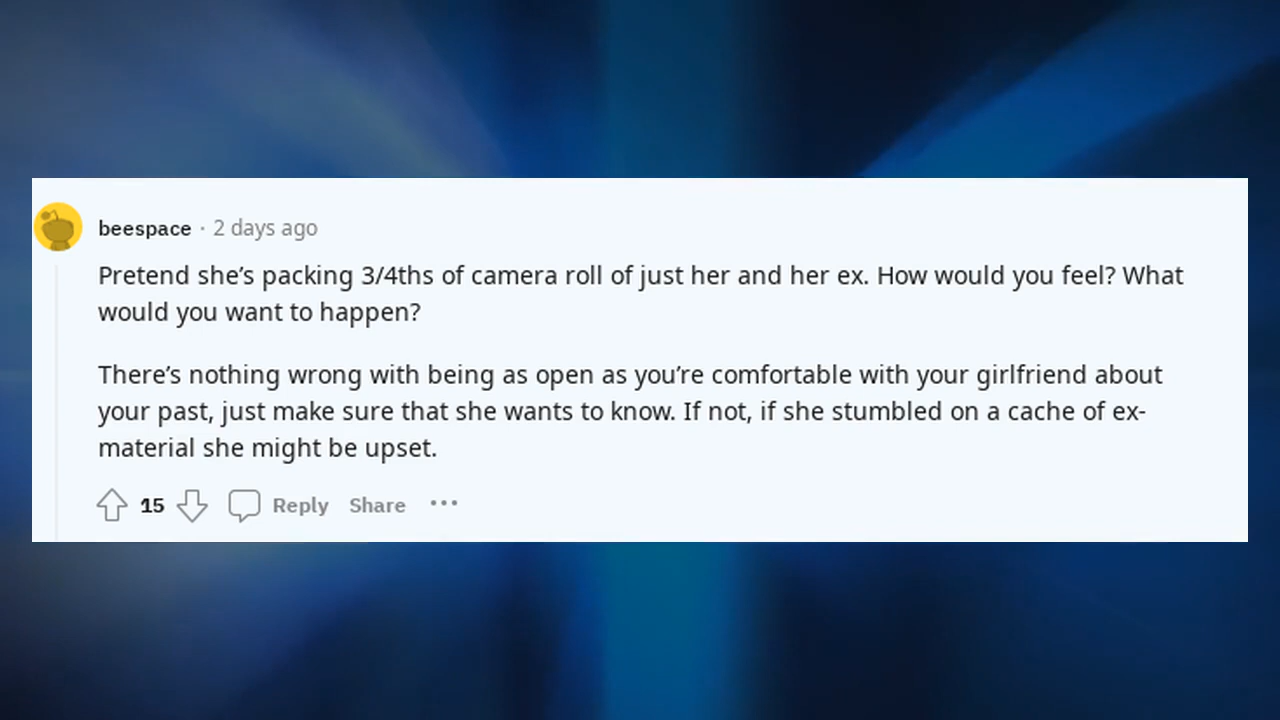 beespace · 2 days ago
Pretend she’s packing 3/4ths of camera roll of just her and her ex. How would you feel? What
would you want to happen?
There’s nothing wrong with being as open as you’re comfortable with your girlfriend about
your past, just make sure that she wants to know. If not, if she stumbled on a cache of ex-
material she might be upset.
15 Reply Share ···